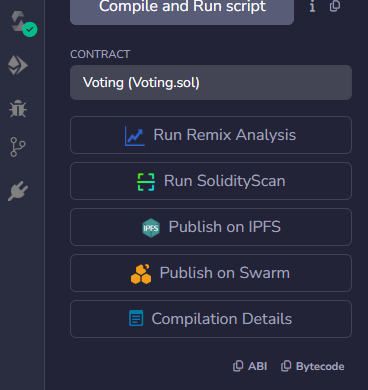 Compile and Run script
i
CONTRACT
Voting (Voting.sol)
Run Remix Analysis
Run SolidityScan
IPFS Publish on IPFS
Publish on Swarm
Compilation Details
ABI Bytecode